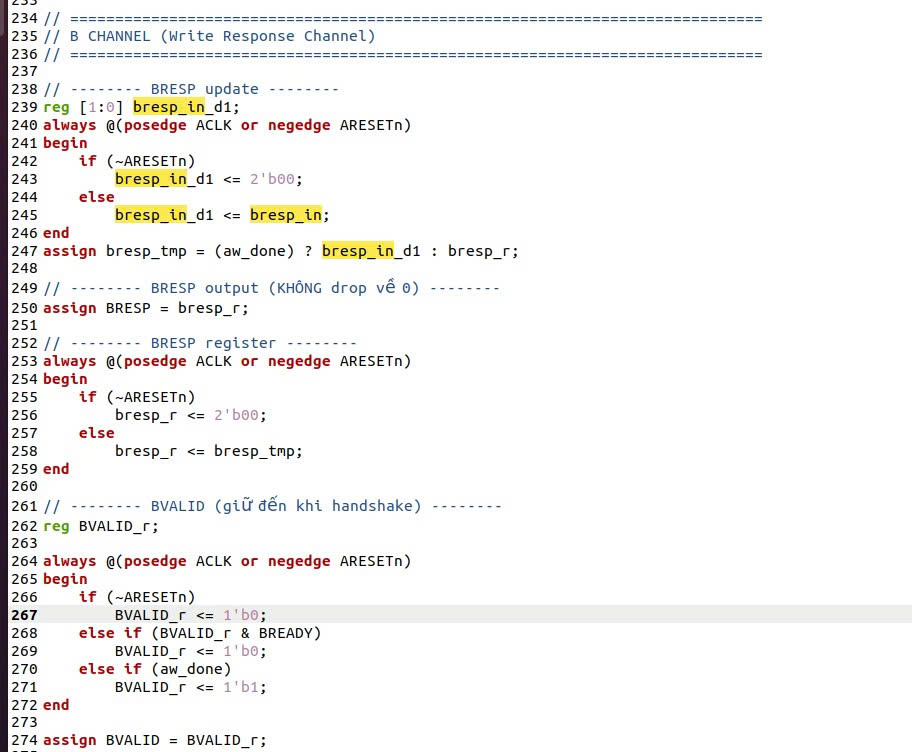 233
234 // =============================================================================
235 // B CHANNEL (Write Response Channel)
236 // =============================================================================
237
238 // -------- BRESP update --------
239 reg [1:0] bresp_in_d1;
240 always @(posedge ACLK or negedge ARESETn)
241 begin
242     if (~ARESETn)
243         bresp_in_d1 <= 2'b00;
244     else
245         bresp_in_d1 <= bresp_in;
246 end
247 assign bresp_tmp = (aw_done) ? bresp_in_d1 : bresp_r;
248
249 // -------- BRESP output (KHÔNG drop về 0) --------
250 assign BRESP = bresp_r;
251
252 // -------- BRESP register --------
253 always @(posedge ACLK or negedge ARESETn)
254 begin
255     if (~ARESETn)
256         bresp_r <= 2'b00;
257     else
258         bresp_r <= bresp_tmp;
259 end
260
261 // -------- BVALID (giữ đến khi handshake) --------
262 reg BVALID_r;
263
264 always @(posedge ACLK or negedge ARESETn)
265 begin
266     if (~ARESETn)
267         BVALID_r <= 1'b0;
268     else if (BVALID_r & BREADY)
269         BVALID_r <= 1'b0;
270     else if (aw_done)
271         BVALID_r <= 1'b1;
272 end
273
274 assign BVALID = BVALID_r;